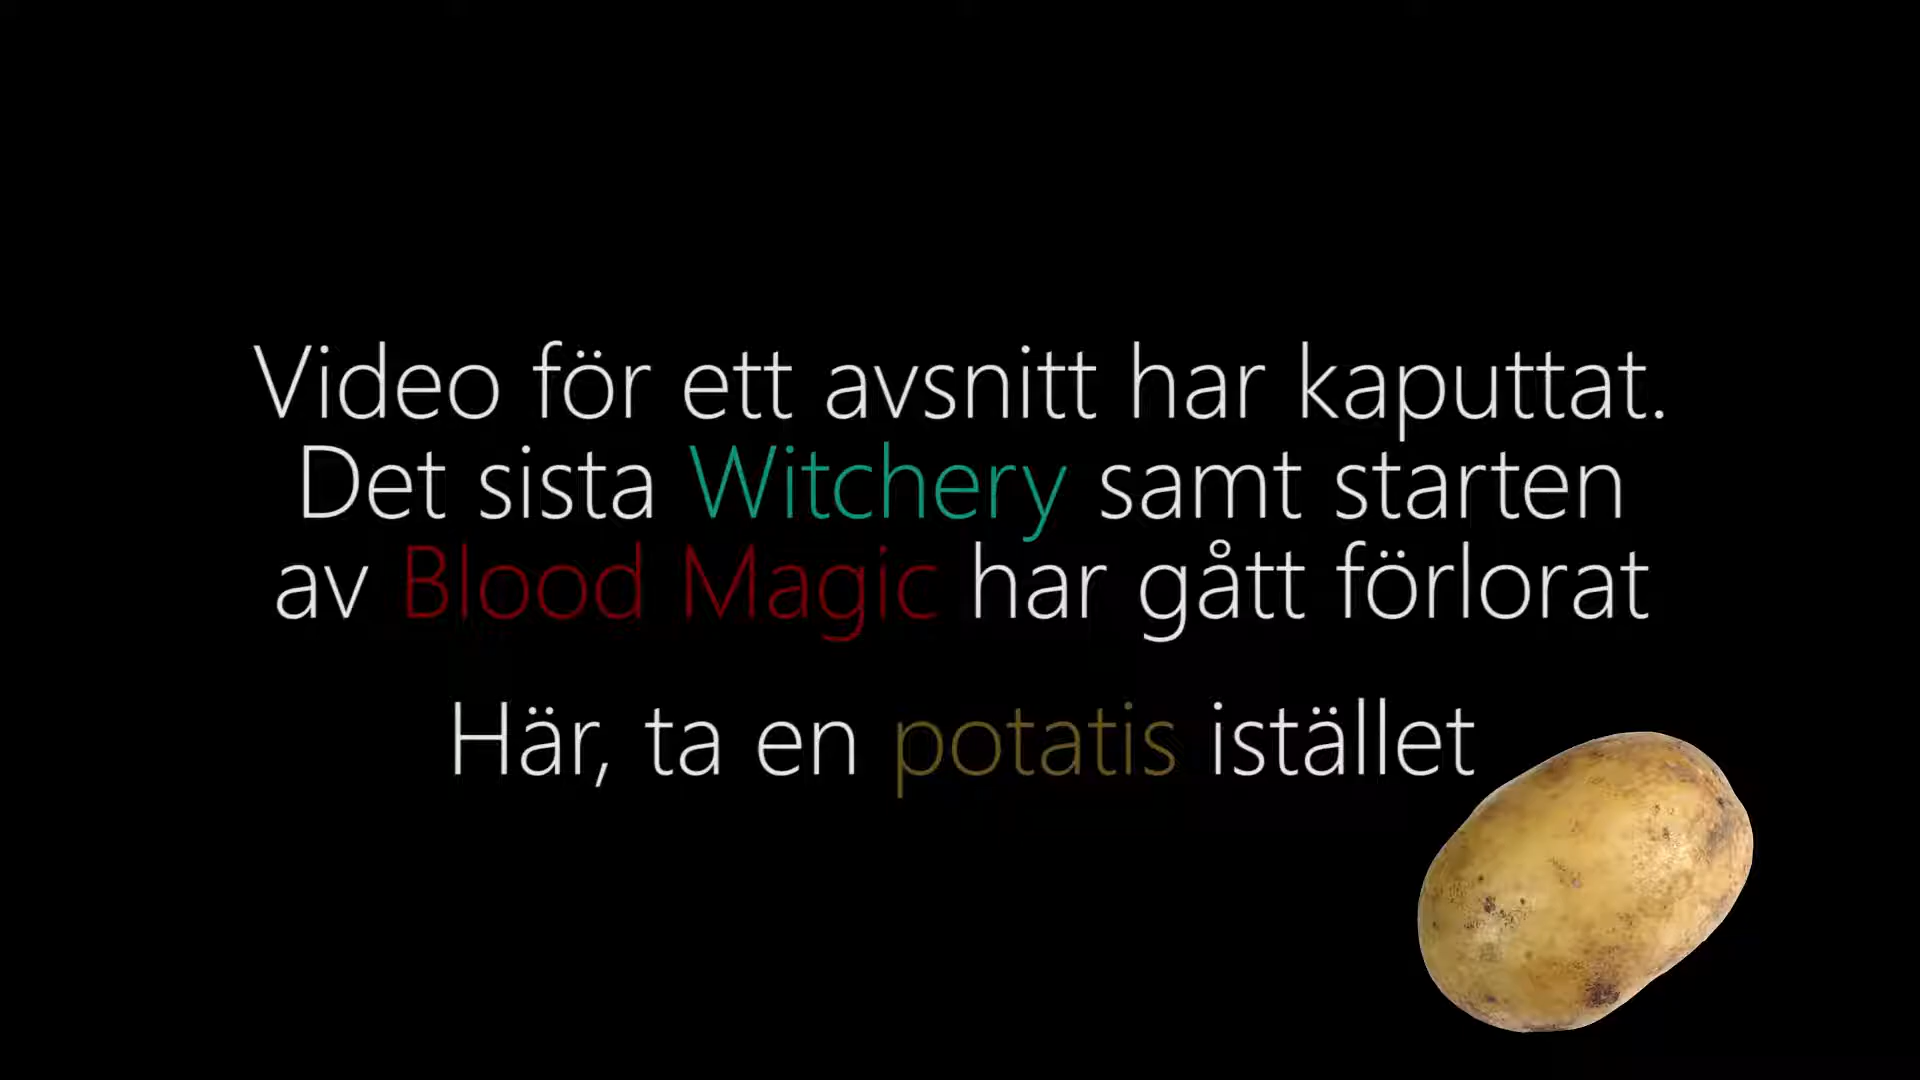 Video för ett avsnitt har kaputtat.
Det sista Witchery samt starten
av Blood Magic har gått förlorat
Här, ta en potatis istället